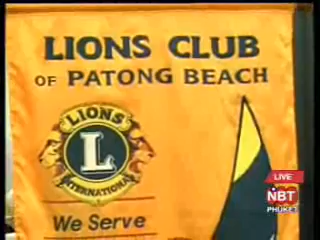 LIONS CLUB
OF PATONG BEACH
LIONS
L
INTERNATIONAL
We Serve
LIVE
NBT
PHUKET